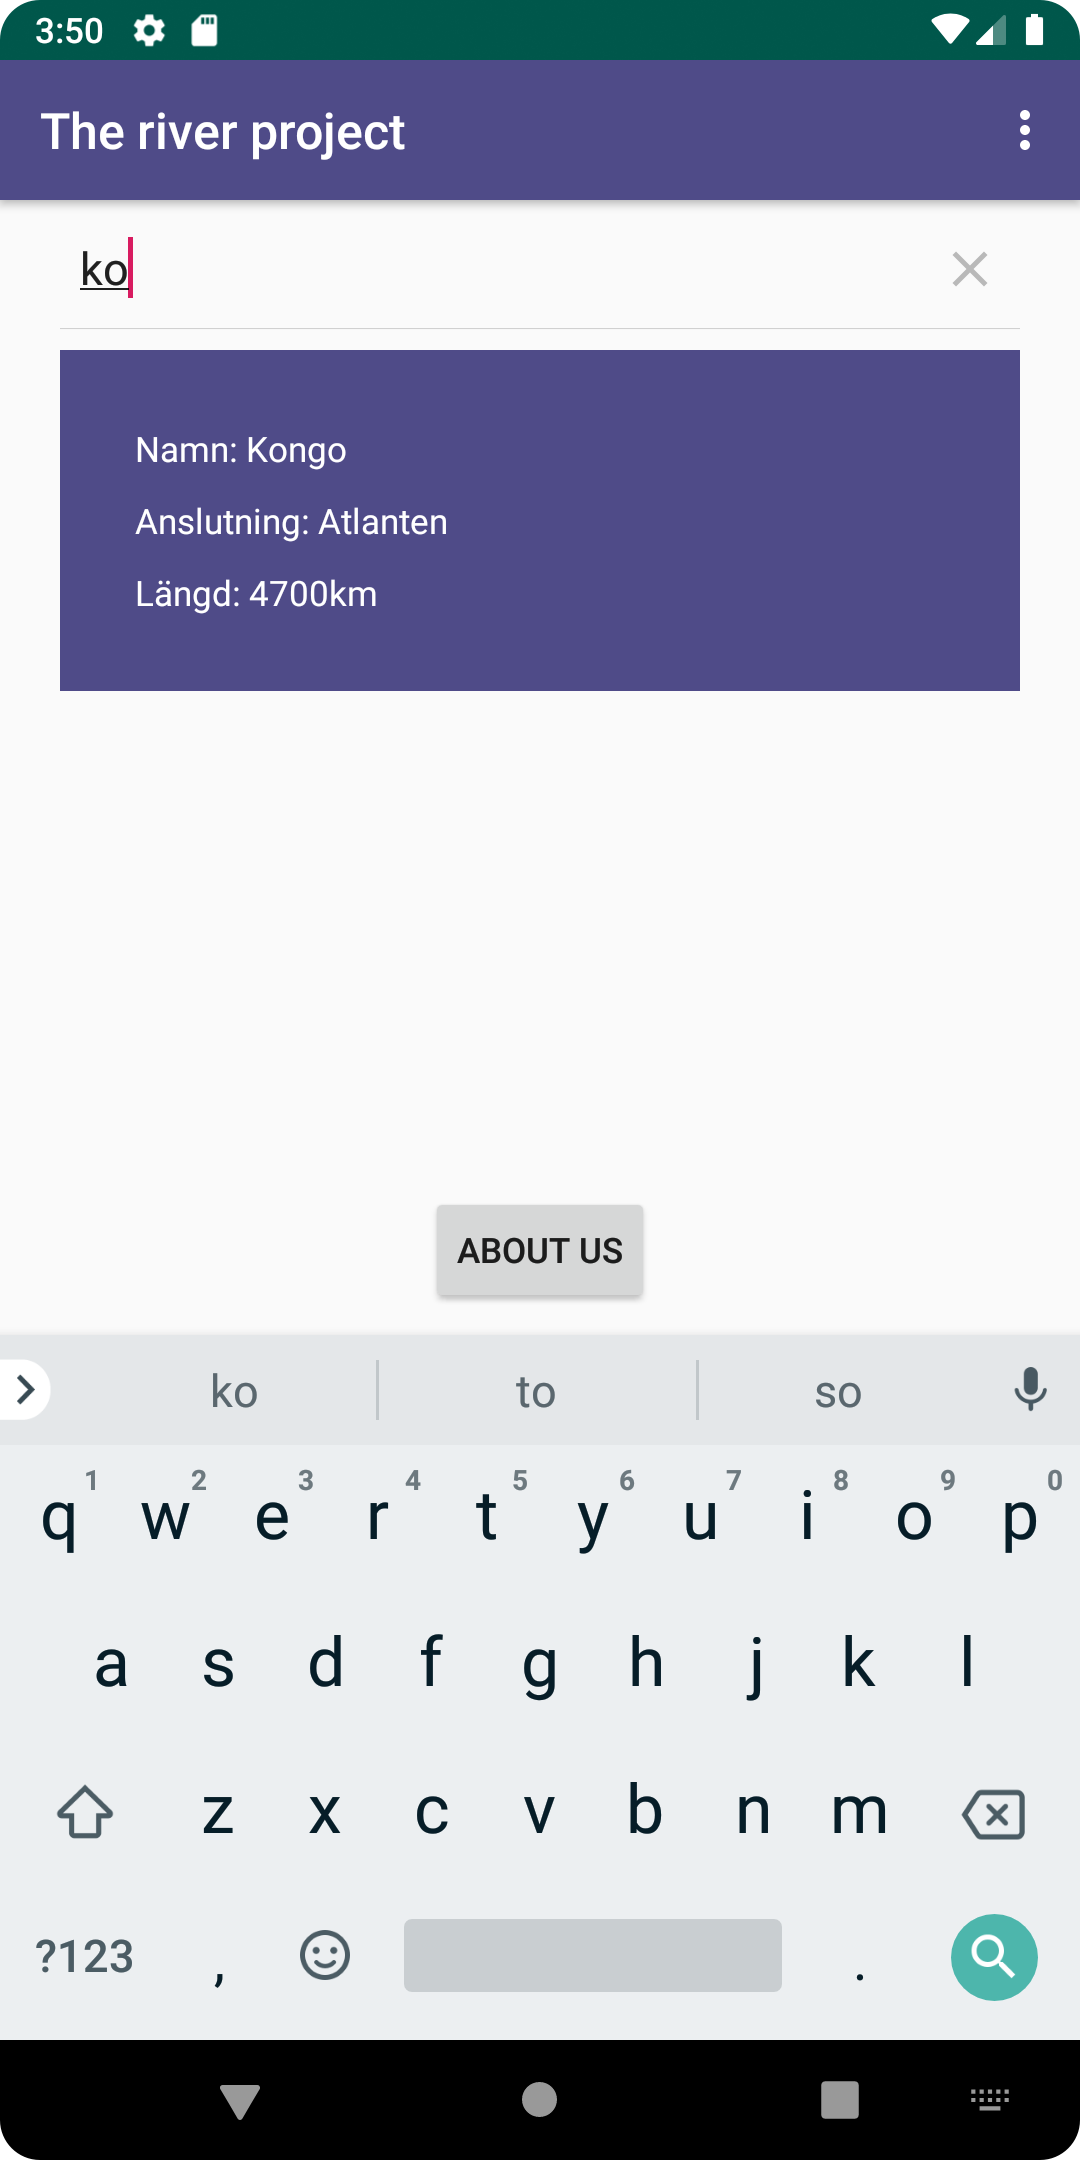 3:50
The river project
ko
Namn: Kongo
Anslutning: Atlanten
Längd: 4700km
ABOUT US
ko to so
1 2 3 4 5 6 7 8 9 0
q w e r t y u i o p
a s d f g h j k l
z x c v b n m
?123 , .